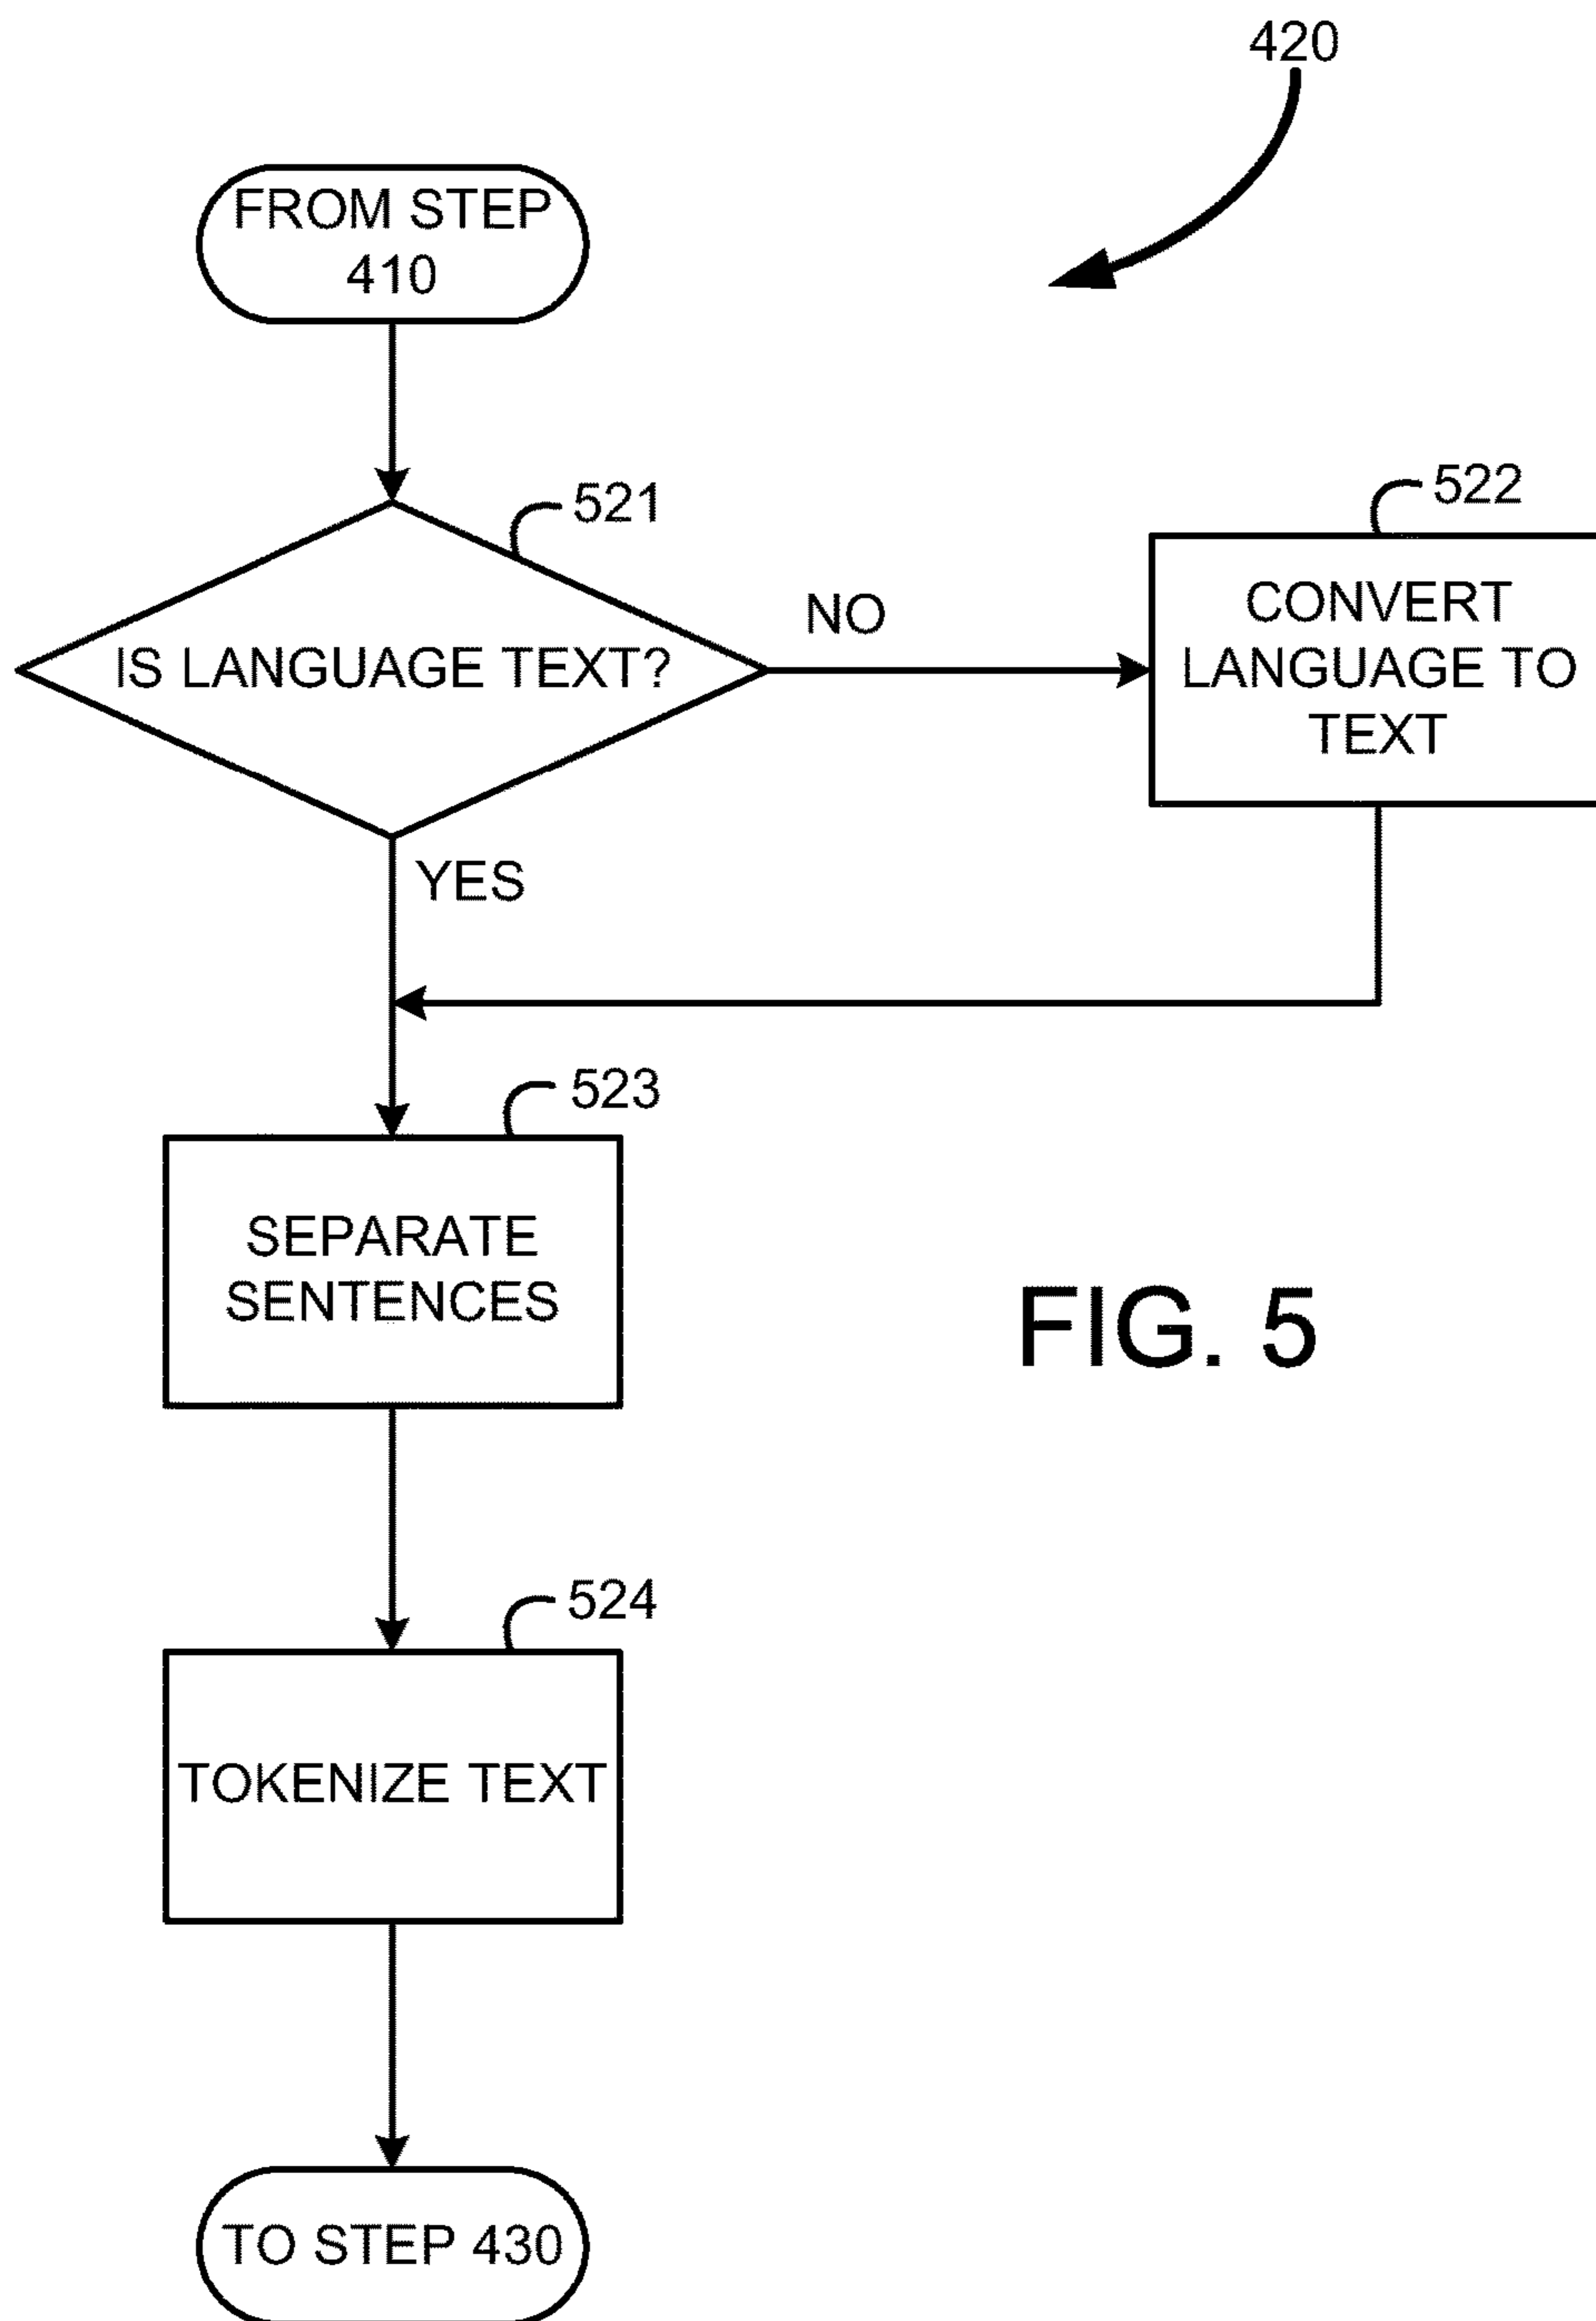 420
FROM STEP
410
521
IS LANGUAGE TEXT?
NO
522
CONVERT
LANGUAGE TO
TEXT
YES
523
SEPARATE
SENTENCES
FIG. 5
524
TOKENIZE TEXT
TO STEP 430